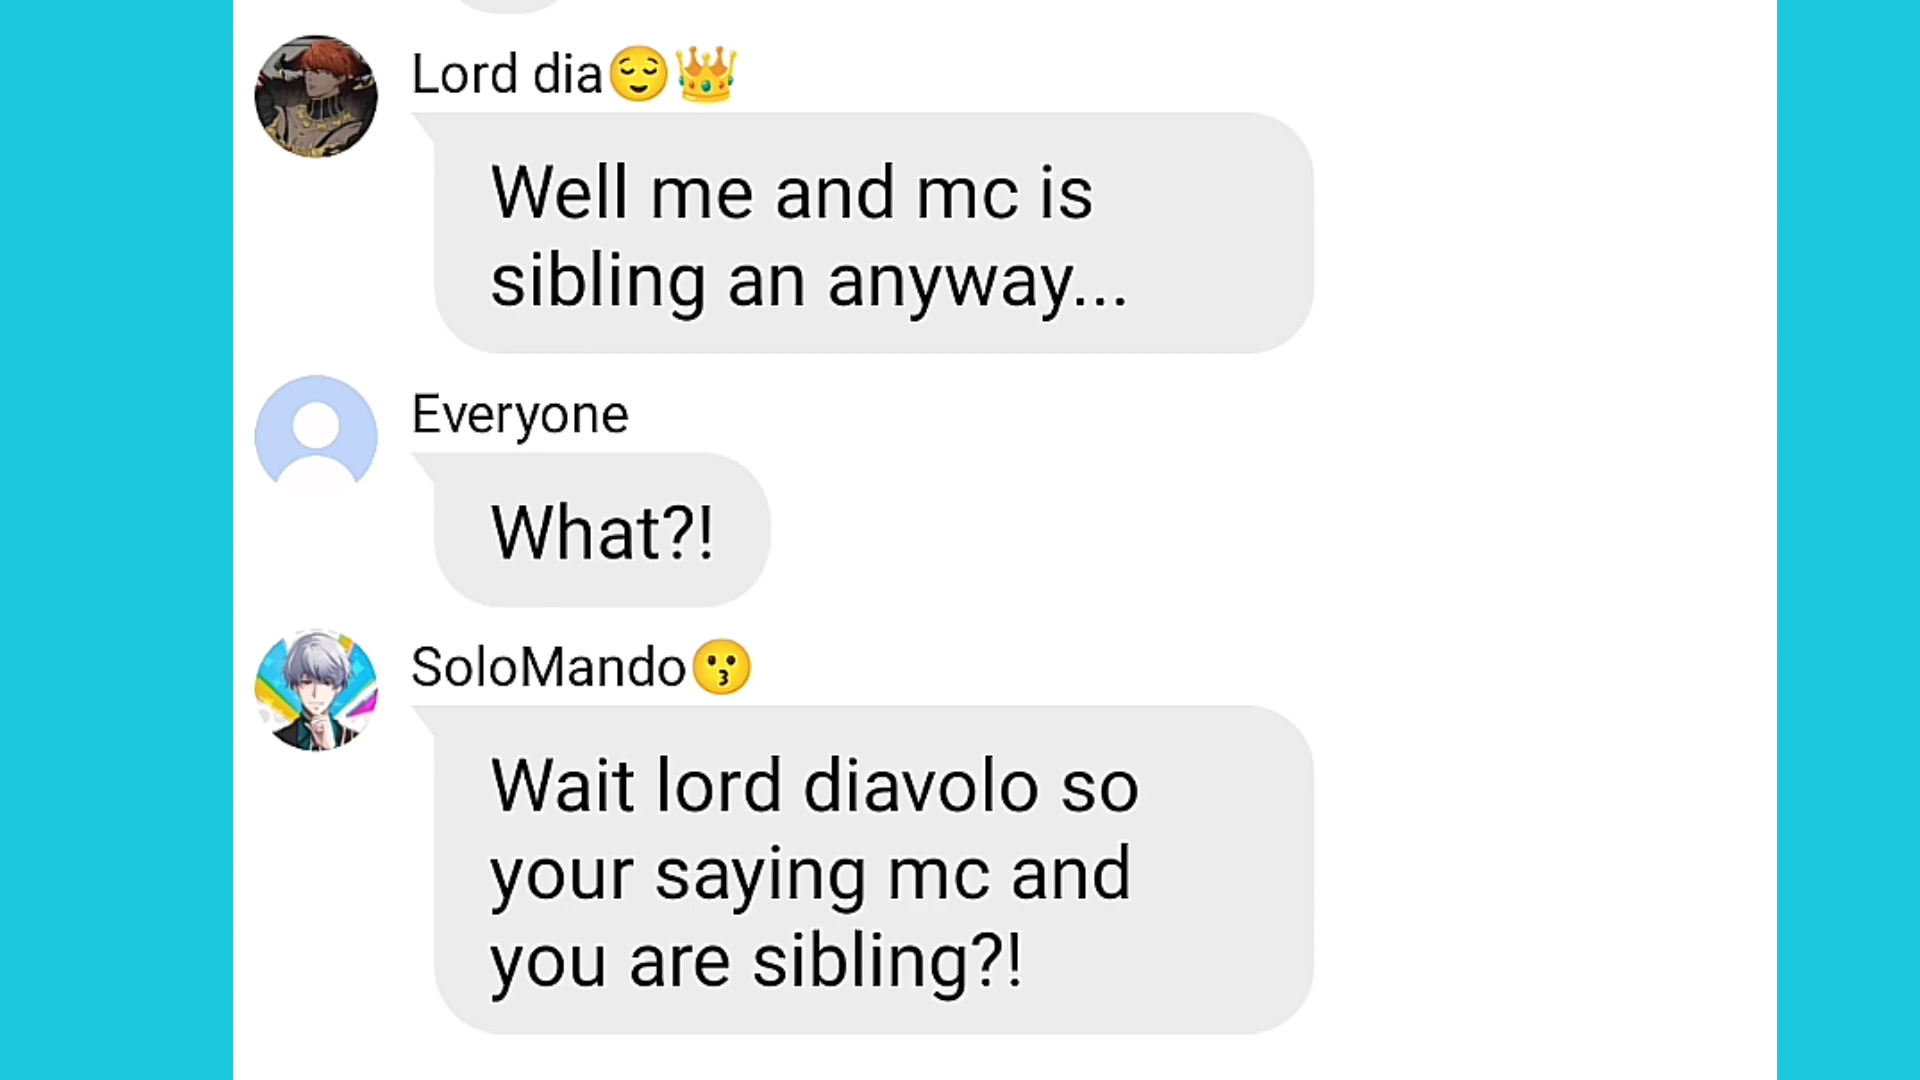 Lord dia😌👑
Well me and mc is
sibling an anyway...
Everyone
What?!
SoloMando😗
Wait lord diavolo so
your saying mc and
you are sibling?!